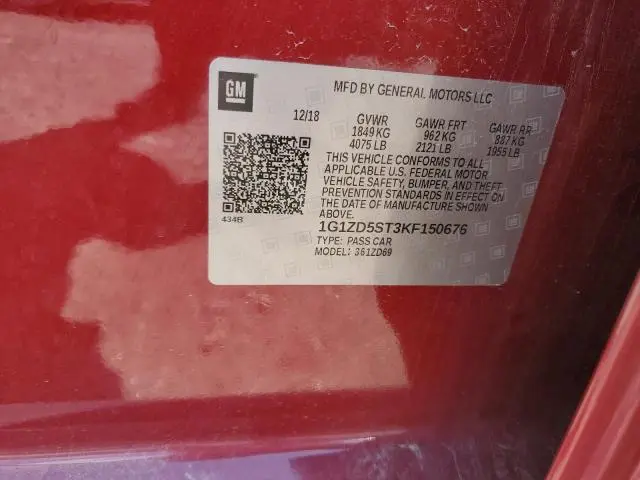 GM
MFD BY GENERAL MOTORS LLC
12/18 GVWR GAWR FRT GAWR RR
1849 KG 962 KG 887 KG
4075 LB 2121 LB 1955 LB
THIS VEHICLE CONFORMS TO ALL
APPLICABLE U.S. FEDERAL MOTOR
VEHICLE SAFETY, BUMPER, AND THEFT
PREVENTION STANDARDS IN EFFECT ON
THE DATE OF MANUFACTURE SHOWN
ABOVE.
434B
1G1ZD5ST3KF150676
TYPE: PASS CAR
MODEL: 361ZD69